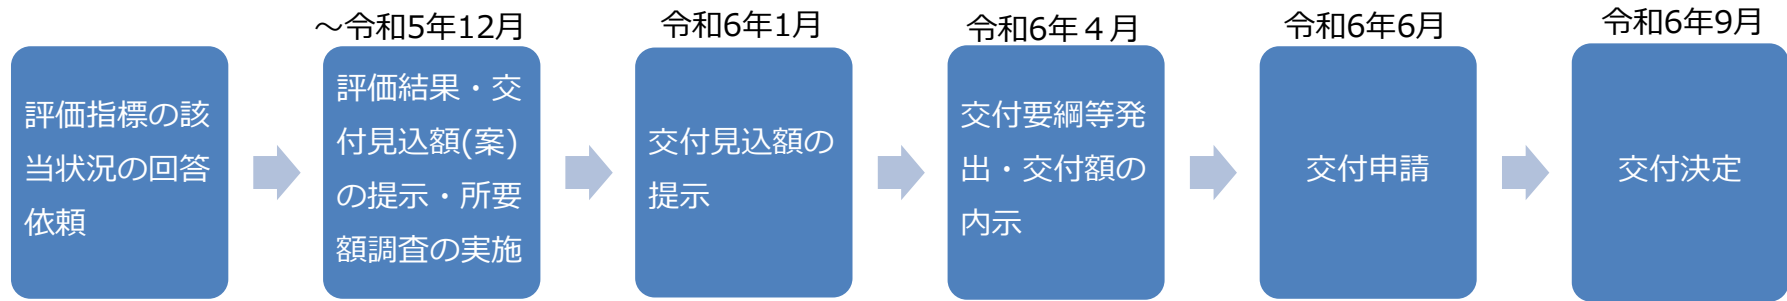 評価指標の該
当状況の回答
依頼
～令和5年12月
評価結果・交
付見込額(案)
の提示・所要
額調査の実施
令和6年1月
交付見込額の
提示
令和6年４月
交付要綱等発
出・交付額の
内示
令和6年6月
交付申請
令和6年9月
交付決定